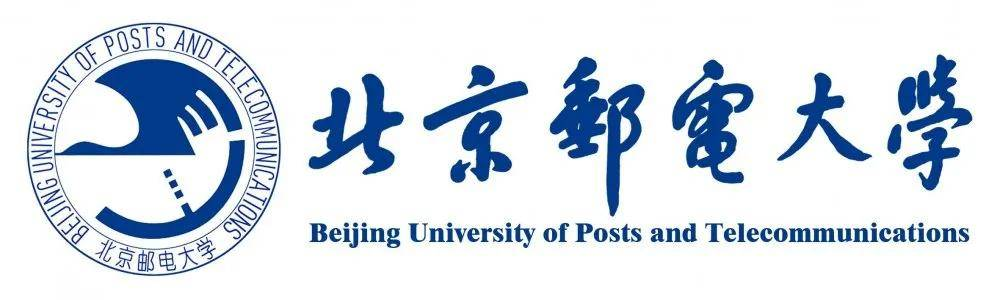 BEIJING UNIVERSITY OF POSTS AND TELECOMMUNICATIONS
北京邮电大学
北京郵電大学
Beijing University of Posts and Telecommunications